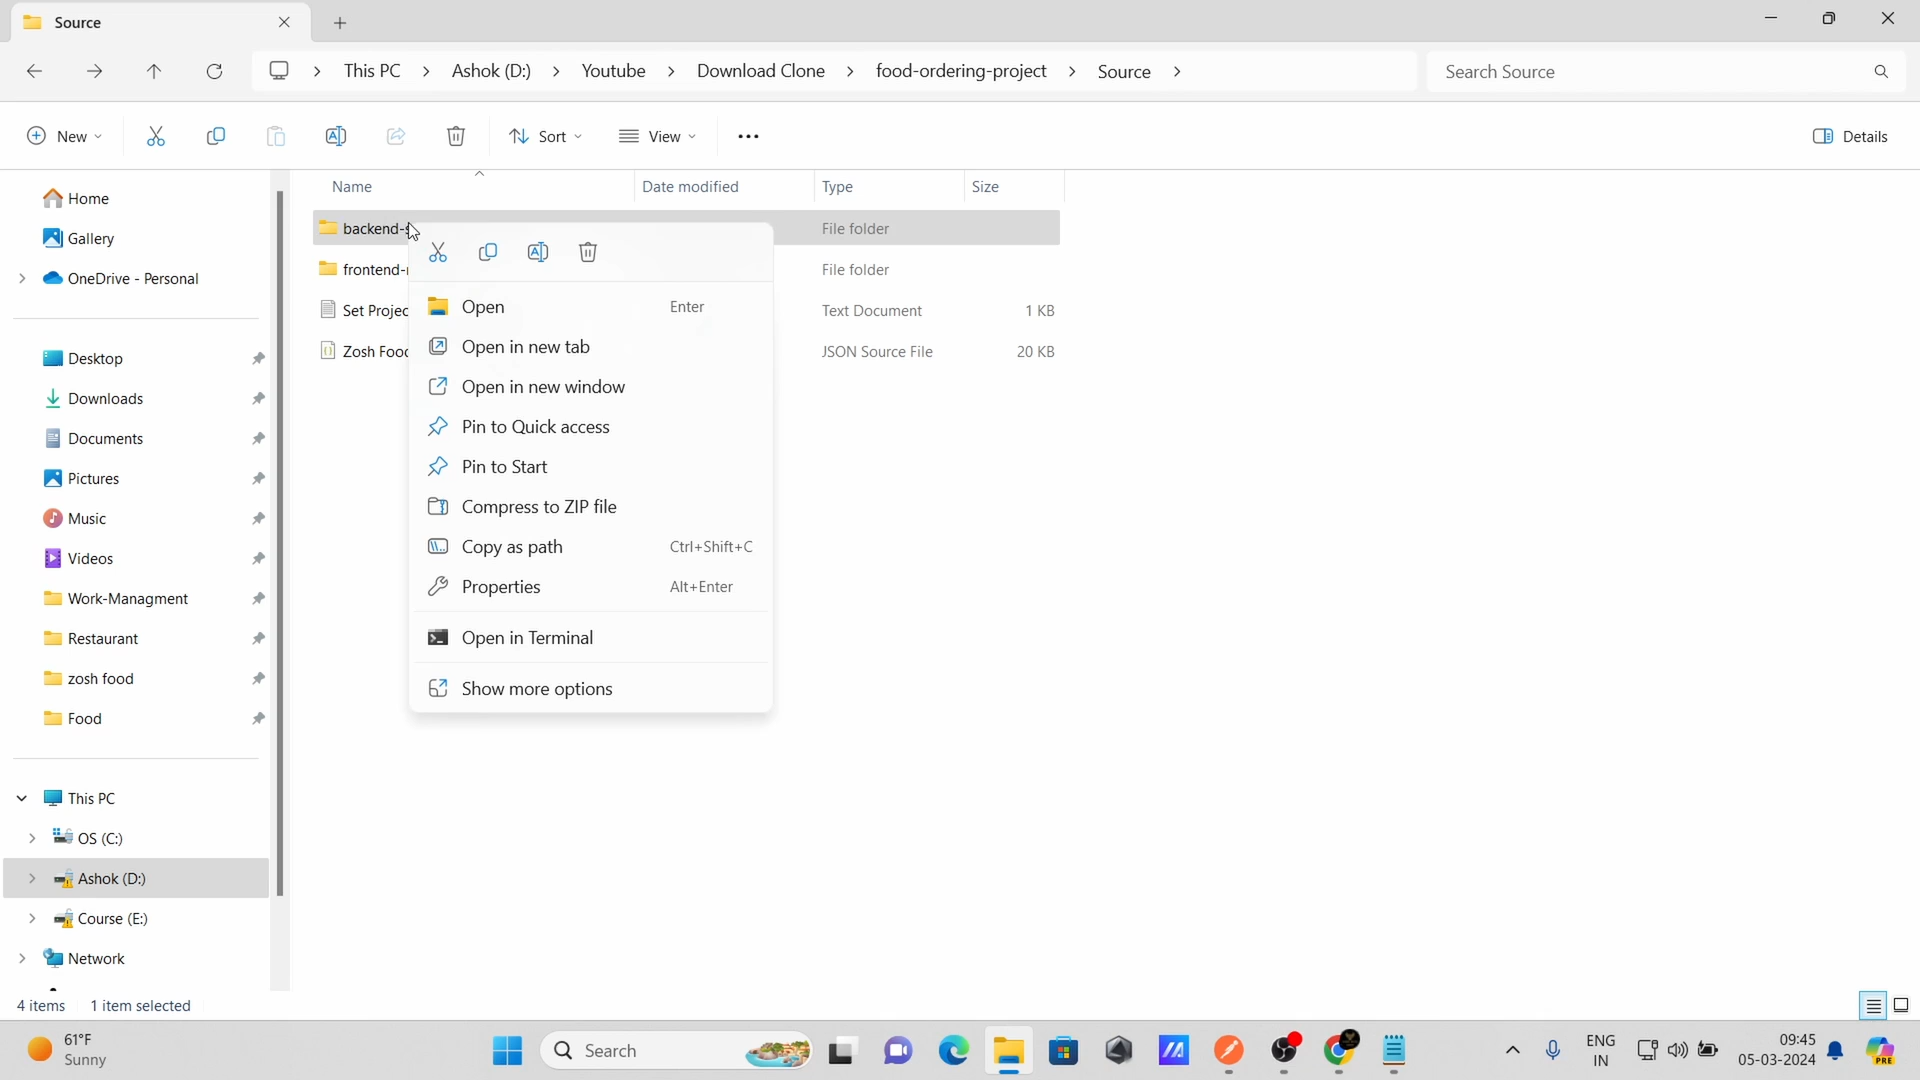 Source
This PC > Ashok (D:) > Youtube > Download Clone > food-ordering-project > Source >
Search Source
New
Sort
View
Details
Name
Date modified
Type
Size
Home
Gallery
OneDrive - Personal
Desktop
Downloads
Documents
Pictures
Music
Videos
Work-Managment
Restaurant
zosh food
Food
This PC
OS (C:)
Ashok (D:)
Course (E:)
Network
backend-
File folder
frontend-
File folder
Set Projec
Text Document
1 KB
Zosh Food
JSON Source File
20 KB
Open Enter
Open in new tab
Open in new window
Pin to Quick access
Pin to Start
Compress to ZIP file
Copy as path Ctrl+Shift+C
Properties Alt+Enter
Open in Terminal
Show more options
4 items 1 item selected
61°F
Sunny
Search
ENG
IN
09:45
05-03-2024
PRE